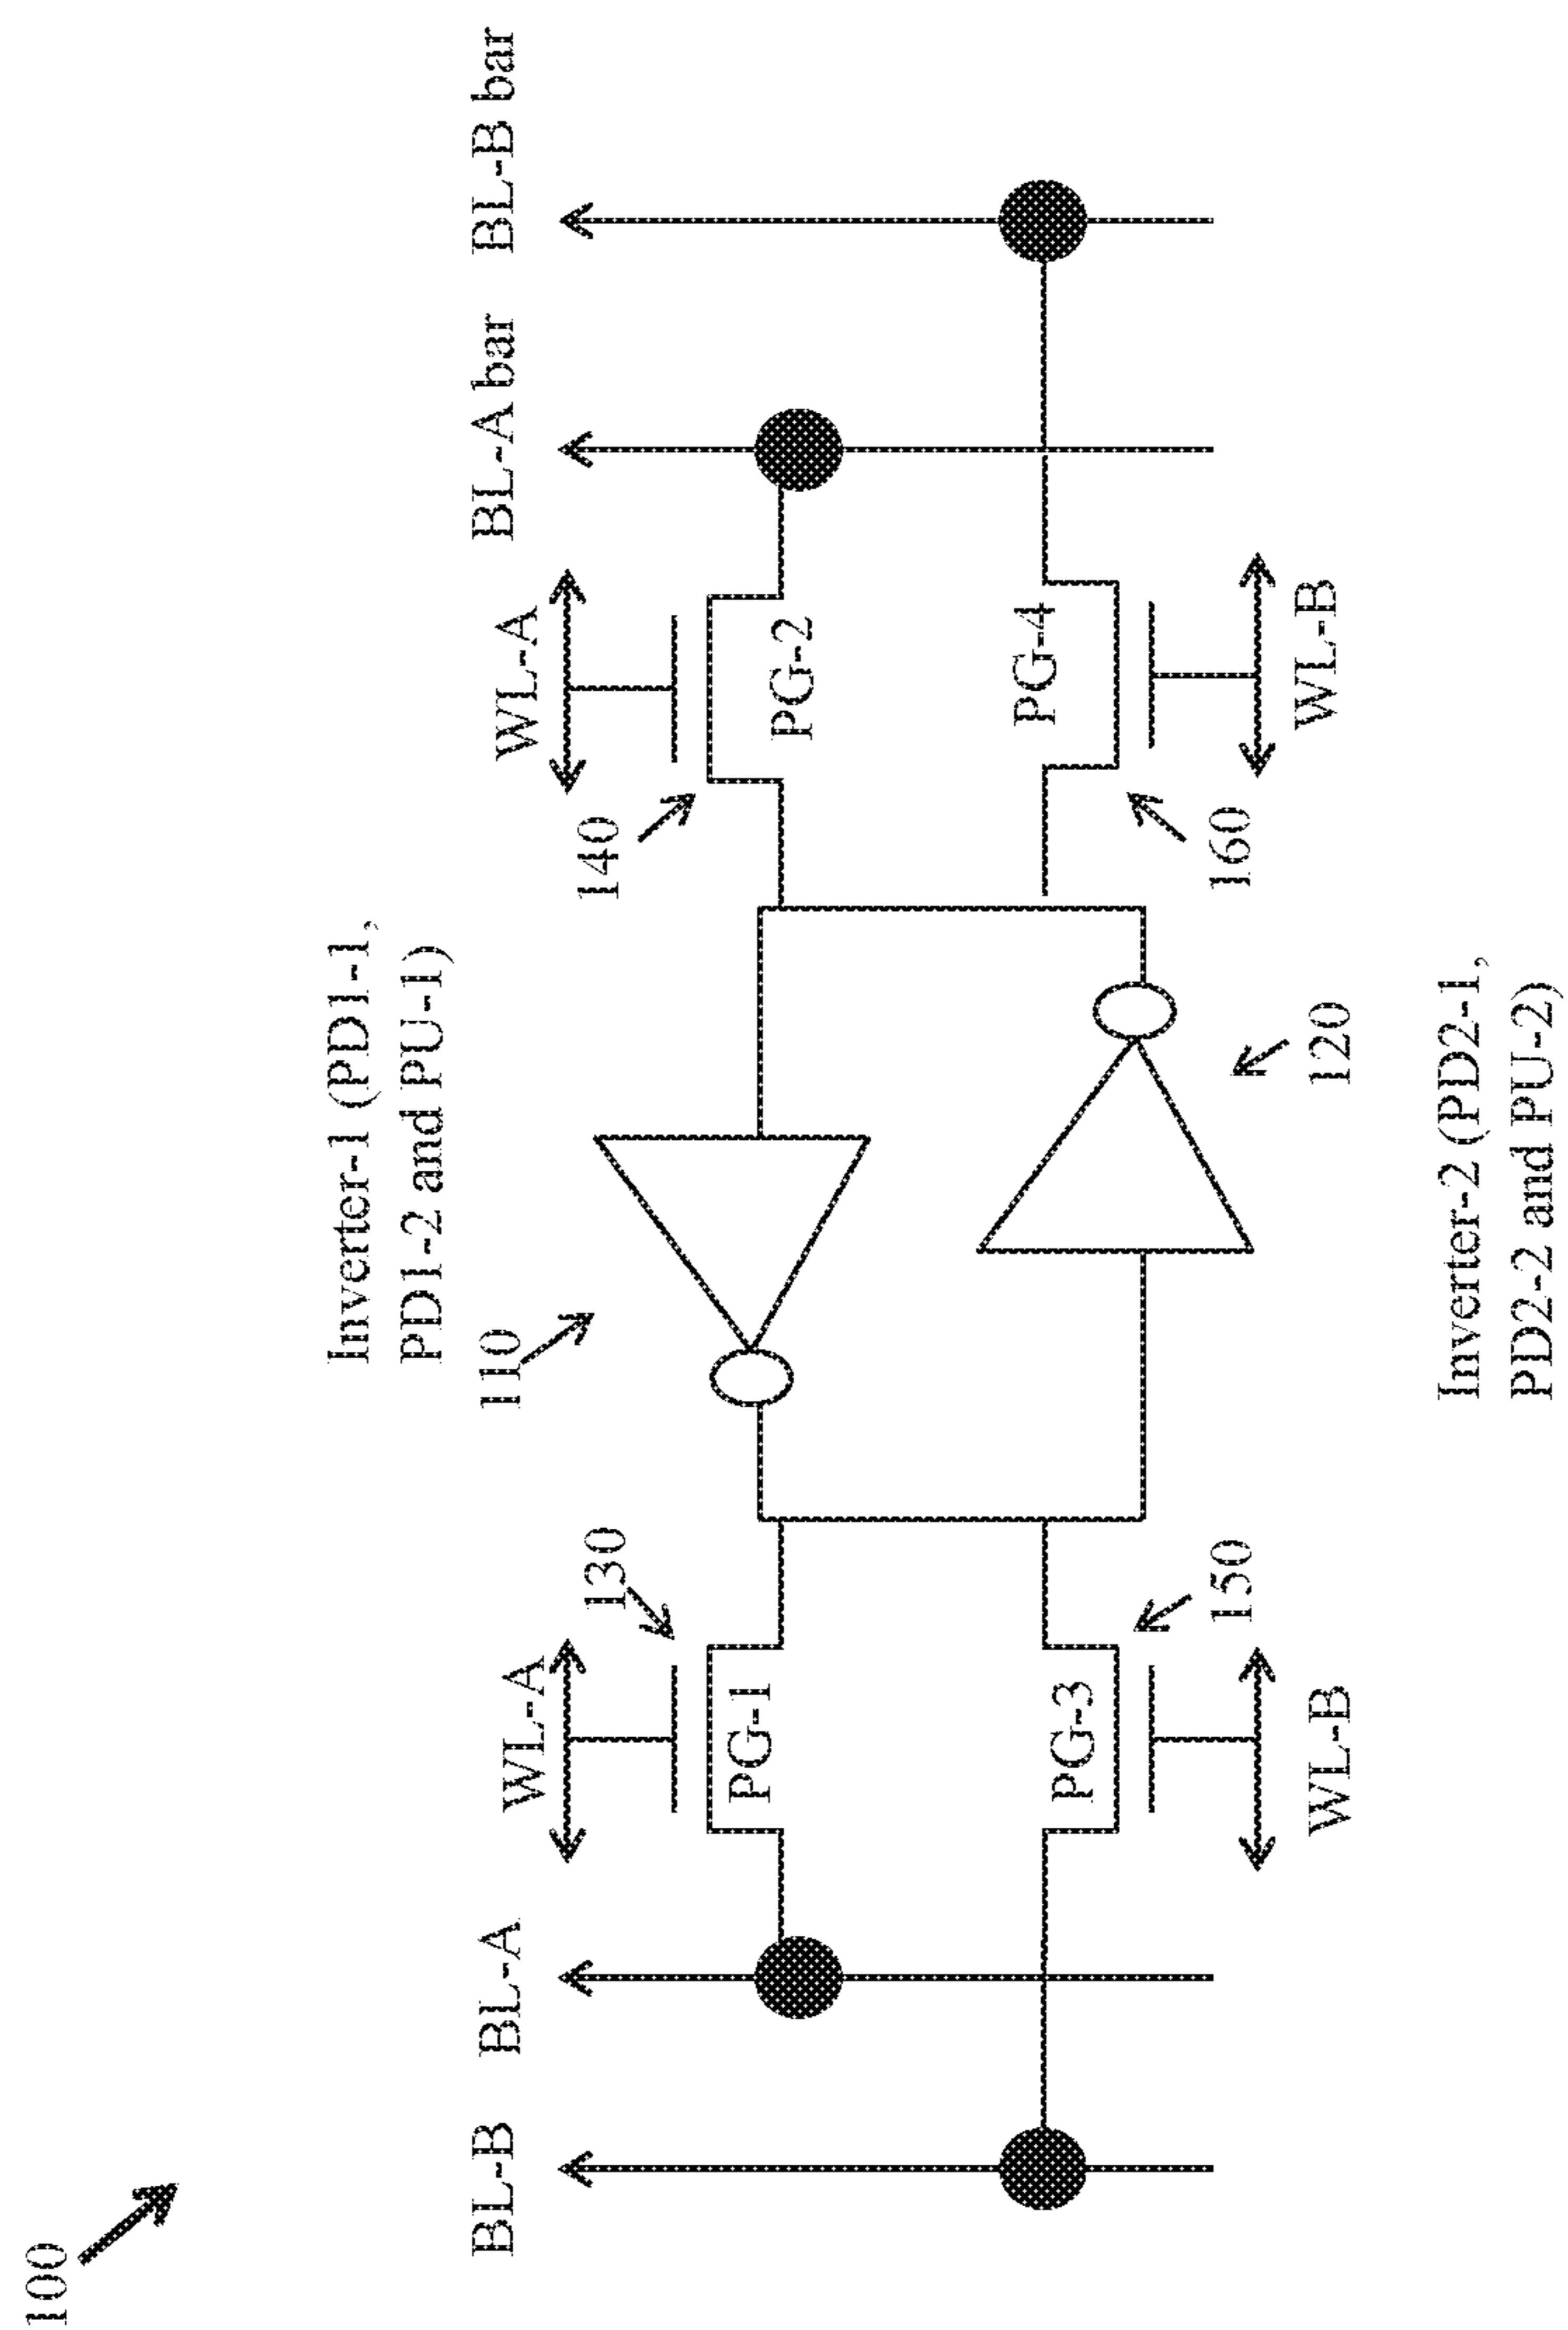 100
Inverter-1 (PD1-1,
PD1-2 and PU-1)
BL-B
BL-A
WL-A
130
110
140
WL-A
BL-A bar
BL-B bar
PG-1
PG-2
PG-3
PG-4
WL-B
150
120
160
WL-B
Inverter-2 (PD2-1,
PD2-2 and PU-2)